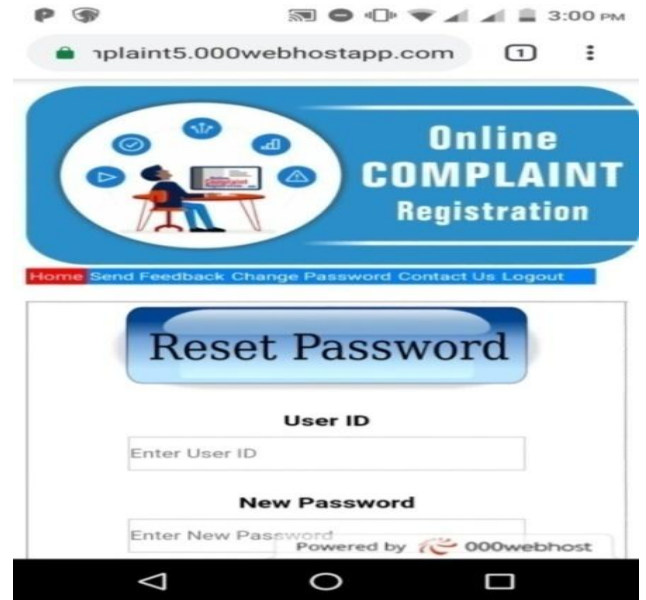 3:00 PM
nplaint5.000webhostapp.com
1
Online
COMPLAINT
Registration
Home Send Feedback Change Password Contact Us Logout
Reset Password
User ID
Enter User ID
New Password
Enter New Password
Powered by 000webhost